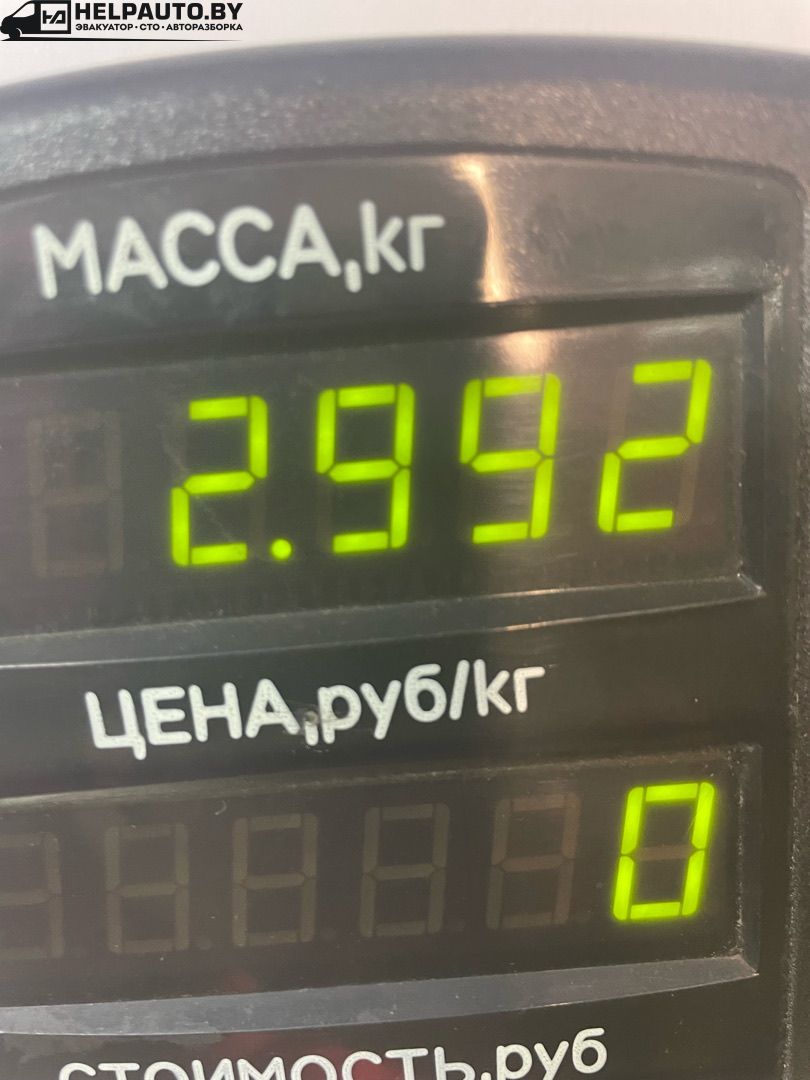 HELPAUTO.BY
ЭВАКУАТОР • СТО • АВТОРАЗБОРКА
МАССА,кг
2.992
ЦЕНА,руб/кг
0
СТОИМОСТЬ,руб